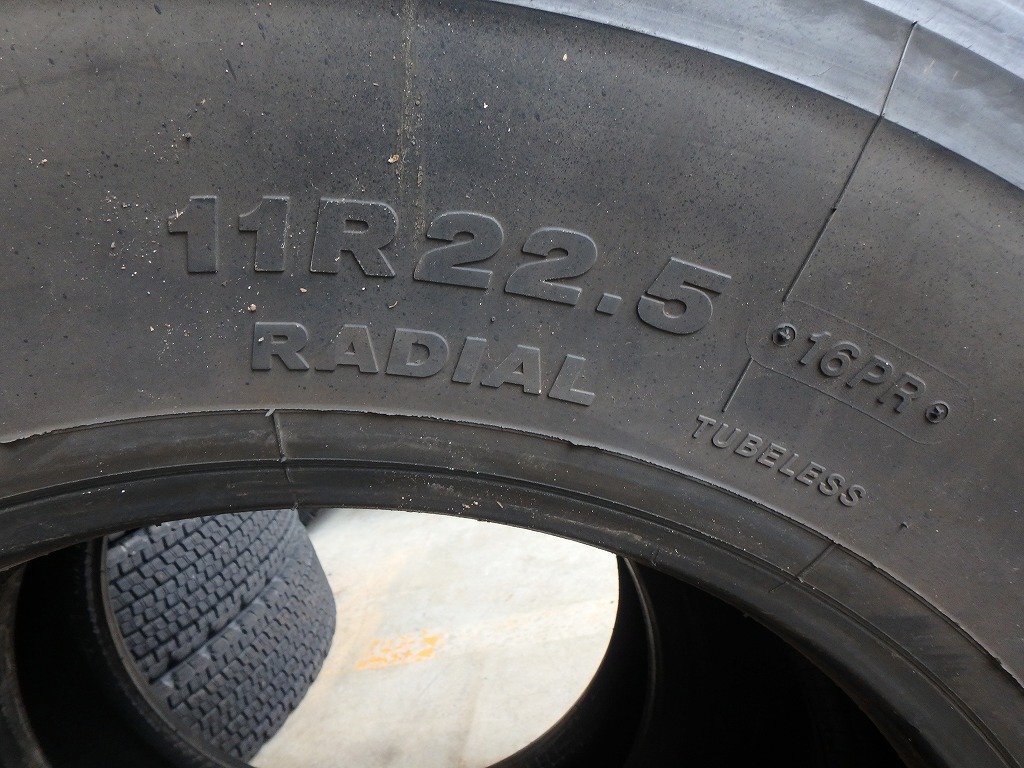 11R22.5
RADIAL
16PR
TUBELESS